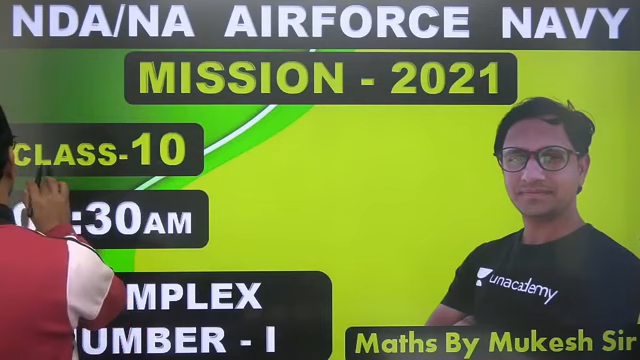 NDA/NA AIRFORCE NAVY
MISSION - 2021
CLASS-10
:30AM
MPLEX
UMBER - I
unacademy
Maths By Mukesh Sir